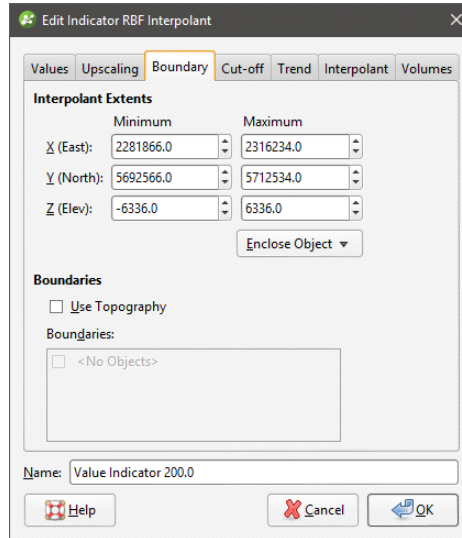 Edit Indicator RBF Interpolant
Values Upscaling Boundary Cut-off Trend Interpolant Volumes
Interpolant Extents
Minimum Maximum
X (East): 2281866.0 2316234.0
Y (North): 5692566.0 5712534.0
Z (Elev): -6336.0 6336.0
Enclose Object
Boundaries
Use Topography
Boundaries:
<No Objects>
Name: Value Indicator 200.0
Help Cancel OK